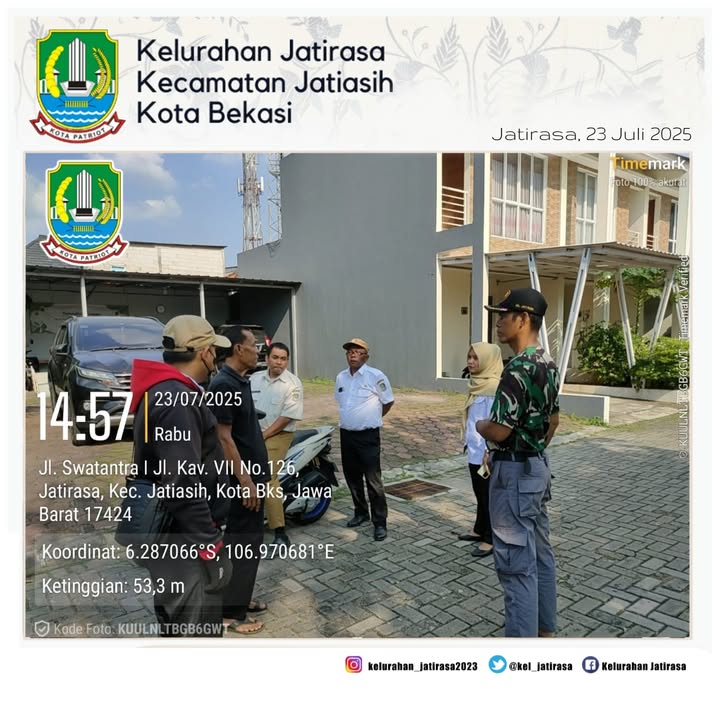 Kelurahan Jatirasa
Kecamatan Jatiasih
Kota Bekasi
KOTA PATRIOT
Jatirasa, 23 Juli 2025
KOTA PATRIOT
Timemark
Foto 100% akurat
14:57
23/07/2025
Rabu
Jl. Swatantra I Jl. Kav. VII No.126,
Jatirasa, Kec. Jatiasih, Kota Bks, Jawa
Barat 17424
Koordinat: 6.287066°S, 106.970681°E
Ketinggian: 53,3 m
Kode Foto: KUULNLTBGB6GWT
© KUULNLTBGB6GWT Timemark Verified
kelurahan_jatirasa2023
@kel_jatirasa
Kelurahan Jatirasa